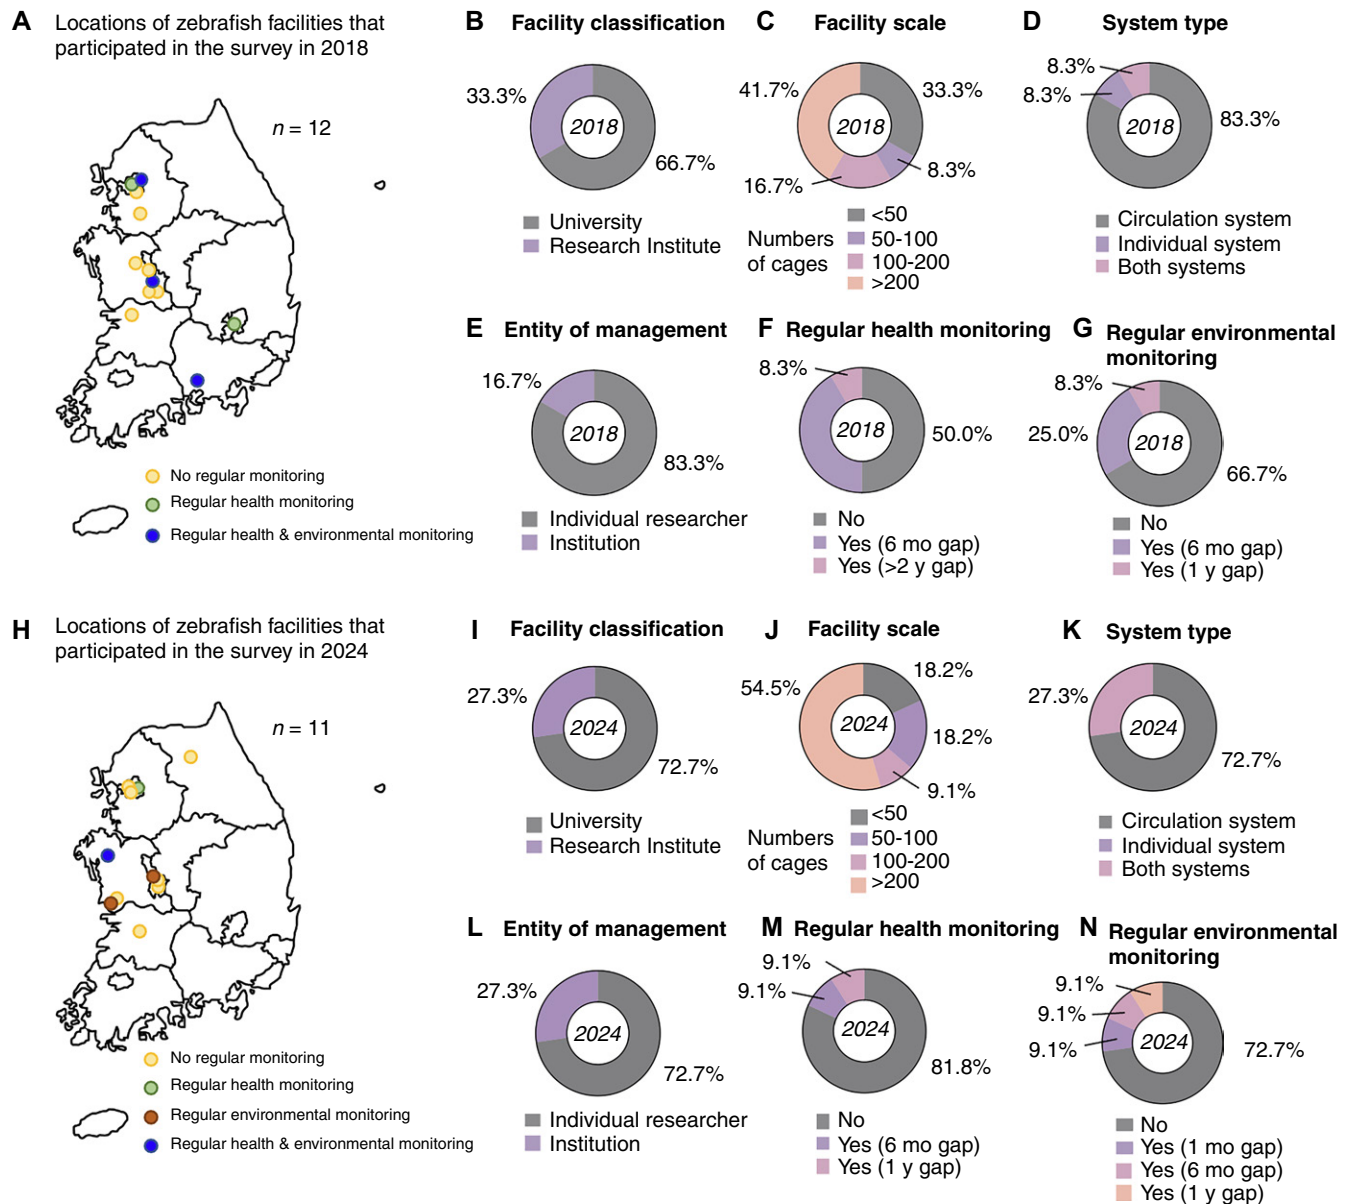 A
Locations of zebrafish facilities that
participated in the survey in 2018
n = 12
No regular monitoring
Regular health monitoring
Regular health & environmental monitoring
B Facility classification
33.3%
2018
66.7%
University
Research Institute
C Facility scale
41.7%
33.3%
2018
16.7%
8.3%
Numbers
of cages
<50
50-100
100-200
>200
D System type
8.3%
8.3%
83.3%
2018
Circulation system
Individual system
Both systems
E Entity of management
16.7%
2018
83.3%
Individual researcher
Institution
F Regular health monitoring
8.3%
2018
50.0%
No
Yes (6 mo gap)
Yes (>2 y gap)
G Regular environmental
monitoring
8.3%
25.0%
2018
66.7%
No
Yes (6 mo gap)
Yes (1 y gap)
H
Locations of zebrafish facilities that
participated in the survey in 2024
n = 11
No regular monitoring
Regular health monitoring
Regular environmental monitoring
Regular health & environmental monitoring
I Facility classification
27.3%
2024
72.7%
University
Research Institute
J Facility scale
54.5%
18.2%
2024
18.2%
9.1%
Numbers
of cages
<50
50-100
100-200
>200
K System type
27.3%
2024
72.7%
Circulation system
Individual system
Both systems
L Entity of management
27.3%
2024
72.7%
Individual researcher
Institution
M Regular health monitoring
9.1%
9.1%
2024
81.8%
No
Yes (6 mo gap)
Yes (1 y gap)
N Regular environmental
monitoring
9.1%
9.1%
9.1%
2024
72.7%
No
Yes (1 mo gap)
Yes (6 mo gap)
Yes (1 y gap)